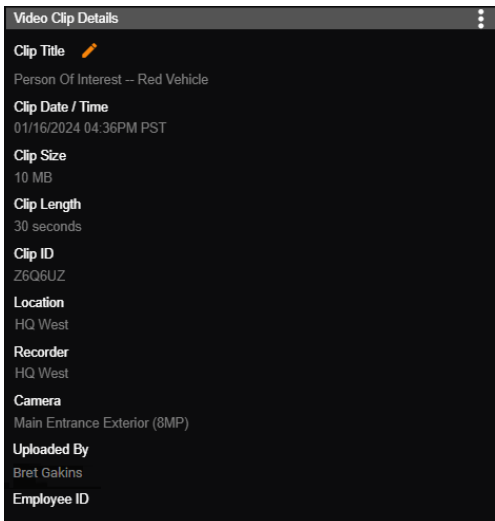 Video Clip Details
Clip Title
Person Of Interest -- Red Vehicle
Clip Date / Time
01/16/2024 04:36PM PST
Clip Size
10 MB
Clip Length
30 seconds
Clip ID
Z6Q6UZ
Location
HQ West
Recorder
HQ West
Camera
Main Entrance Exterior (8MP)
Uploaded By
Bret Gakins
Employee ID